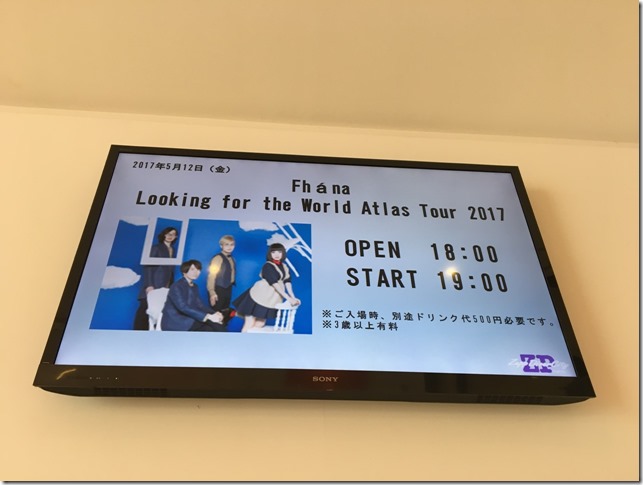 2017年5月12日（金）
Fhána
Looking for the World Atlas Tour 2017
OPEN 18:00
START 19:00
※ご入場時、別途ドリンク代500円必要です。
※3歳以上有料
ZP
SONY